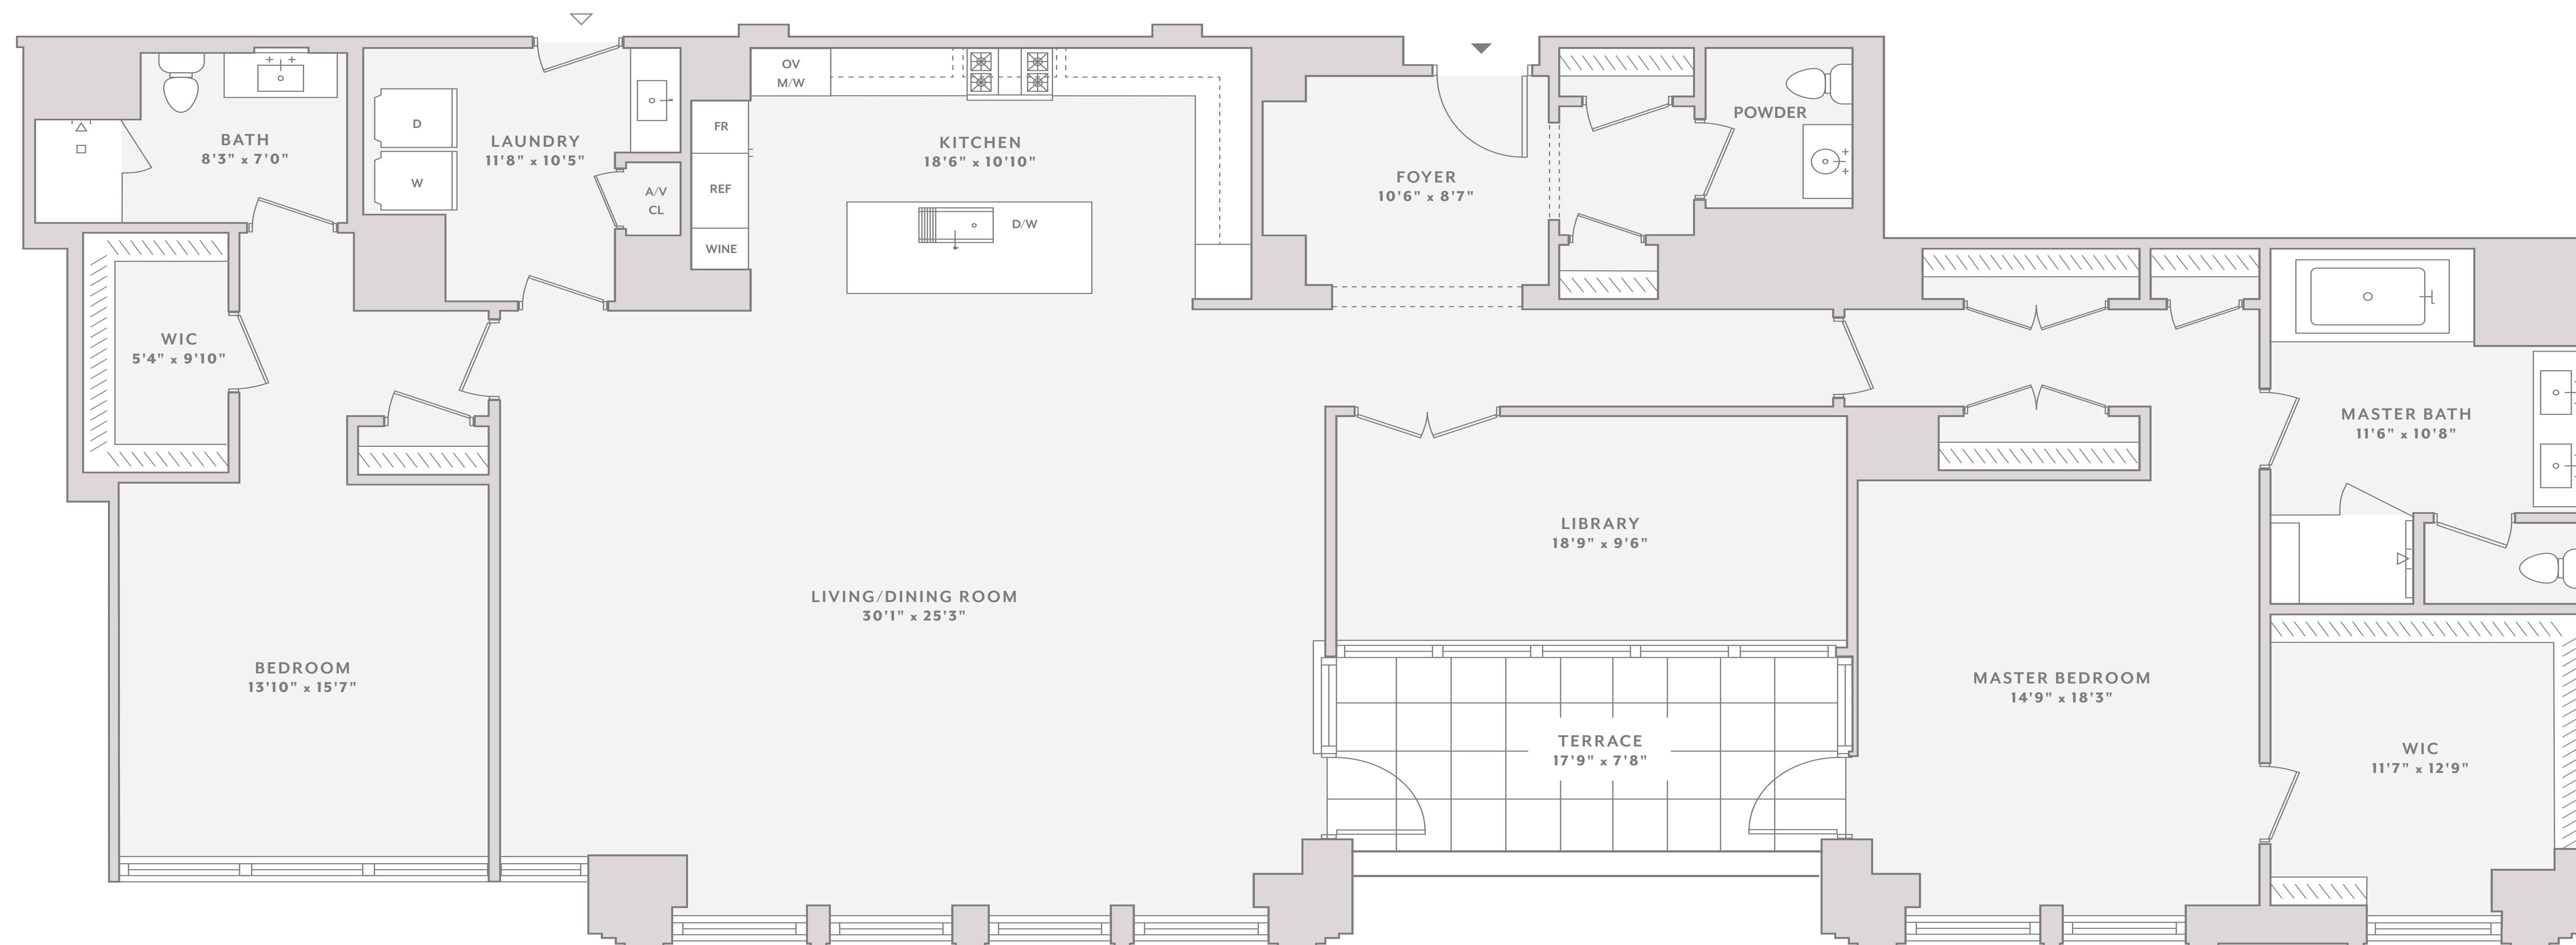 BATH
8'3" x 7'0"
D
W
LAUNDRY
11'8" x 10'5"
A/V
CL
OV
M/W
FR
REF
WINE
KITCHEN
18'6" x 10'10"
D/W
FOYER
10'6" x 8'7"
POWDER
WIC
5'4" x 9'10"
MASTER BATH
11'6" x 10'8"
LIBRARY
18'9" x 9'6"
LIVING/DINING ROOM
30'1" x 25'3"
BEDROOM
13'10" x 15'7"
MASTER BEDROOM
14'9" x 18'3"
TERRACE
17'9" x 7'8"
WIC
11'7" x 12'9"